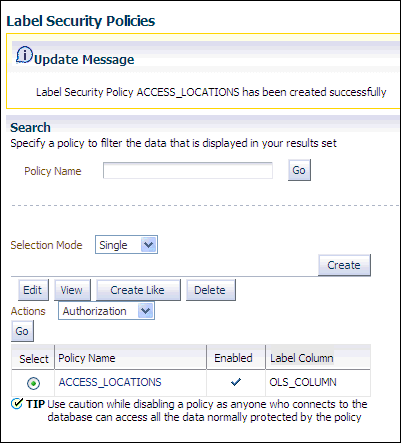 Label Security Policies
Update Message
Label Security Policy ACCESS_LOCATIONS has been created successfully
Search
Specify a policy to filter the data that is displayed in your results set
Policy Name Go
Selection Mode Single
Create
Edit View Create Like Delete
Actions Authorization
Go
Select Policy Name Enabled Label Column
ACCESS_LOCATIONS OLS_COLUMN
TIP Use caution while disabling a policy as anyone who connects to the
database can access all the data normally protected by the policy